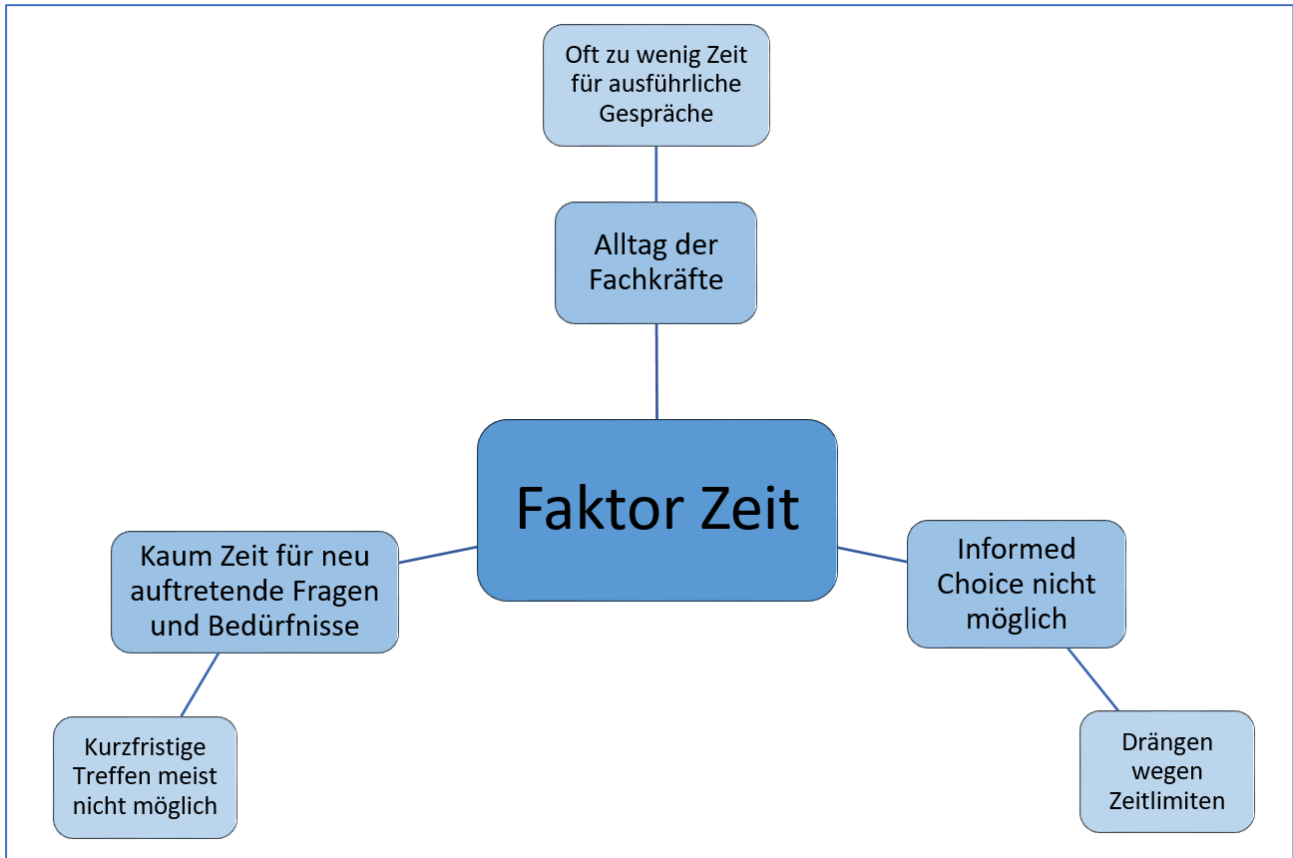 Oft zu wenig Zeit
für ausführliche
Gespräche
Alltag der
Fachkräfte
Faktor Zeit
Kaum Zeit für neu
auftretende Fragen
und Bedürfnisse
Informed
Choice nicht
möglich
Kurzfristige
Treffen meist
nicht möglich
Drängen
wegen
Zeitlimiten